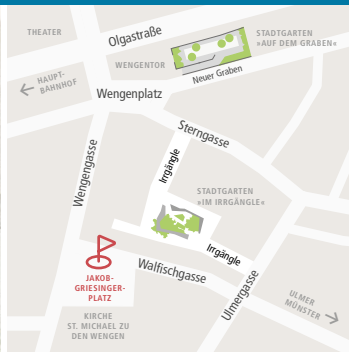 THEATER
Olgastraße
STADTGARTEN
»AUF DEM GRABEN«
WENGENTOR
Neuer Graben
HAUPT-
BAHNHOF
Wengenplatz
Sterngasse
Irrgängle
Wengengasse
STADTGARTEN
»IM IRRGÄNGLE«
Irrgängle
Walfischgasse
Ulmergasse
JAKOB-
GRIESINGER-
PLATZ
ULMER
MÜNSTER
KIRCHE
ST. MICHAEL ZU
DEN WENGEN